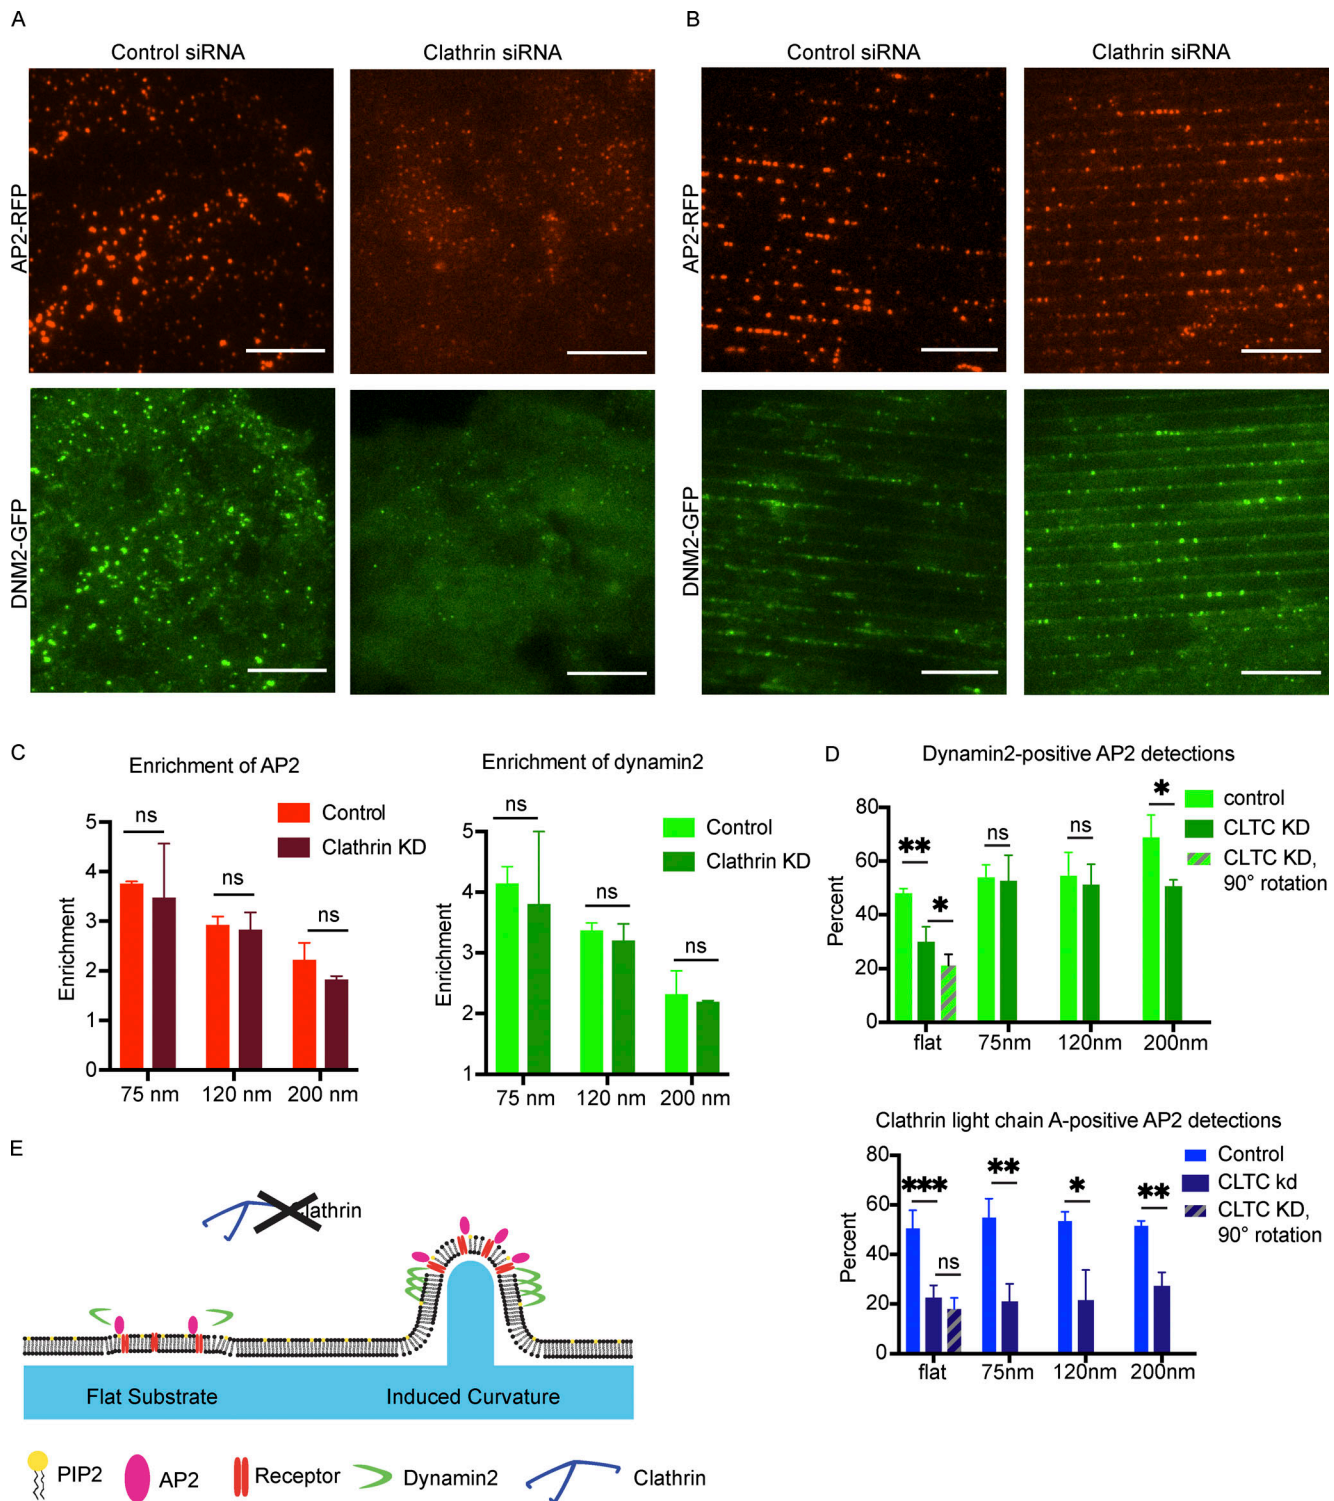 A
Control siRNA
Clathrin siRNA
AP2-RFP
DNM2-GFP
B
Control siRNA
Clathrin siRNA
AP2-RFP
DNM2-GFP
C
Enrichment of AP2
Control
Clathrin KD
Enrichment
5
4
3
2
1
0
ns
ns
ns
75 nm
120 nm
200 nm
Enrichment of dynamin2
Control
Clathrin KD
Enrichment
5
4
3
2
1
ns
ns
ns
75 nm
120 nm
200 nm
D
Dynamin2-positive AP2 detections
control
CLTC KD
CLTC KD,
90° rotation
Percent
80
60
40
20
0
**
*
ns
ns
*
flat
75nm
120nm
200nm
Clathrin light chain A-positive AP2 detections
Control
CLTC kd
CLTC KD,
90° rotation
Percent
80
60
40
20
0
***
ns
**
*
**
flat
75nm
120nm
200nm
E
Clathrin
Flat Substrate
Induced Curvature
PIP2
AP2
Receptor
Dynamin2
Clathrin